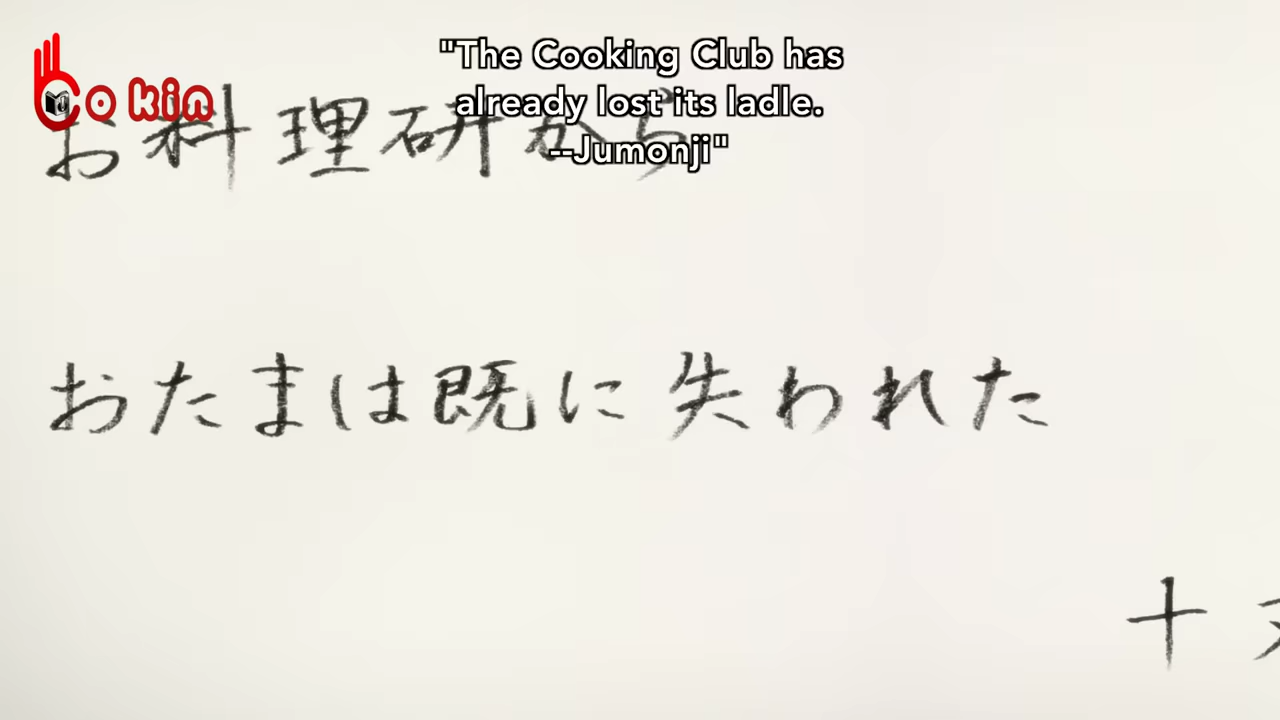 Cookin
"The Cooking Club has
already lost its ladle.
--Jumonji"
お料理研から
おたまは既に失われた
十